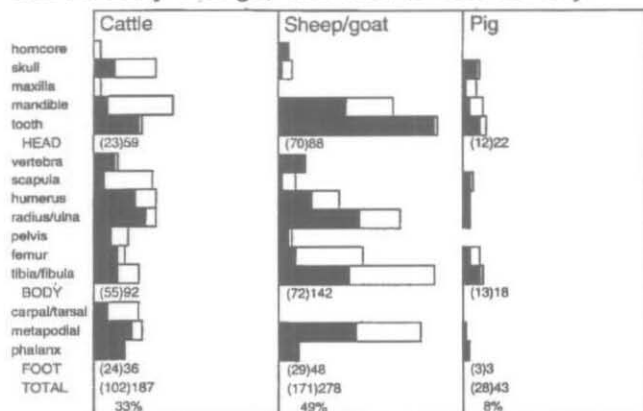 Cattle Sheep/goat Pig
horncore
skull
maxilla
mandible
tooth
HEAD (23)59 (70)88 (12)22
vertebra
scapula
humerus
radius/ulna
pelvis
femur
tibia/fibula
BODY (55)92 (72)142 (13)18
carpal/tarsal
metapodial
phalanx
FOOT (24)36 (29)48 (3)3
TOTAL (102)187 (171)278 (28)43
33% 49% 8%